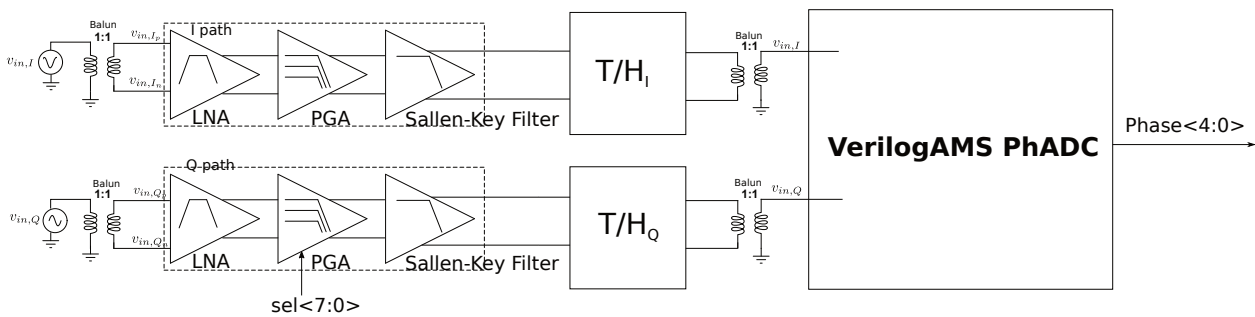 Balun
1:1
I path
v_{in,I_p}
v_{in,I}
v_{in,I_n}
LNA
PGA
Sallen-Key Filter
T/H_I
Balun
1:1
v_{in,I}
VerilogAMS PhADC
Phase<4:0>
Q path
Balun
1:1
v_{in,Q_p}
v_{in,Q}
v_{in,Q_n}
LNA
PGA
Sallen-Key Filter
sel<7:0>
T/H_Q
Balun
1:1
v_{in,Q}